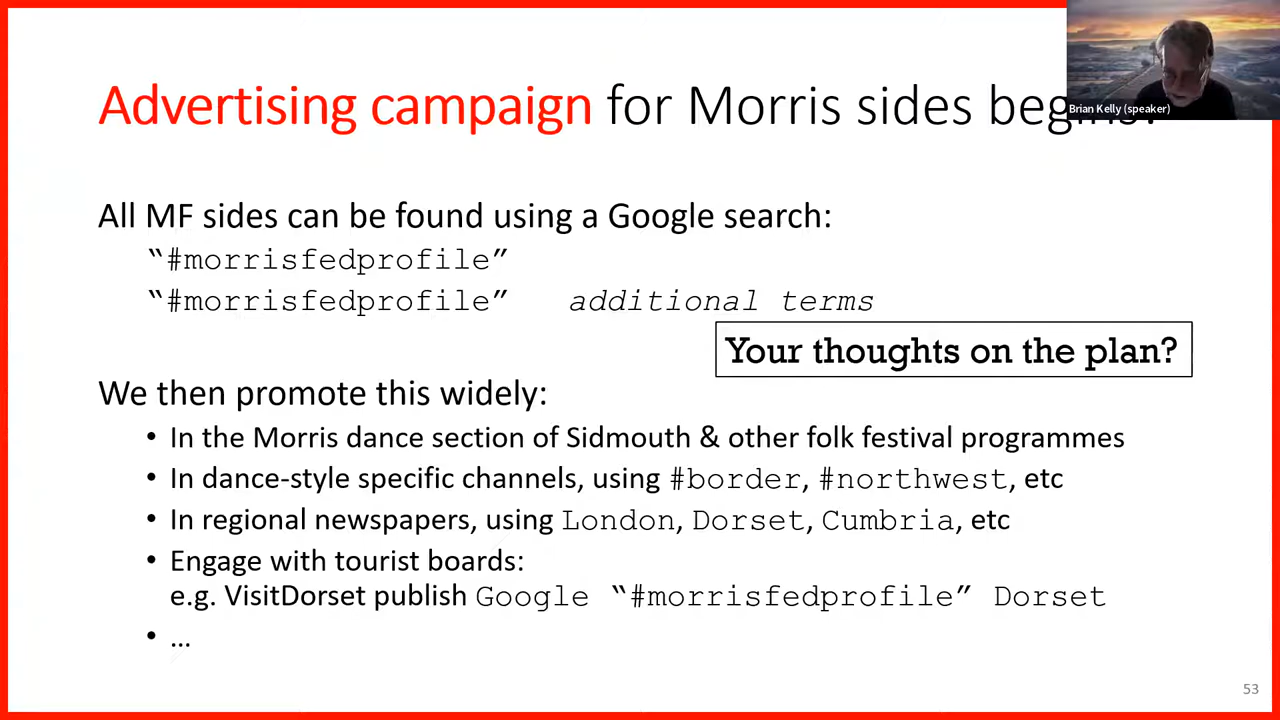 Advertising campaign for Morris sides
Brian Kelly (speaker)
All MF sides can be found using a Google search:
“#morrisfedprofile”
“#morrisfedprofile” additional terms
Your thoughts on the plan?
We then promote this widely:
• In the Morris dance section of Sidmouth & other folk festival programmes
• In dance-style specific channels, using #border, #northwest, etc
• In regional newspapers, using London, Dorset, Cumbria, etc
• Engage with tourist boards:
e.g. VisitDorset publish Google “#morrisfedprofile” Dorset
• ...
53